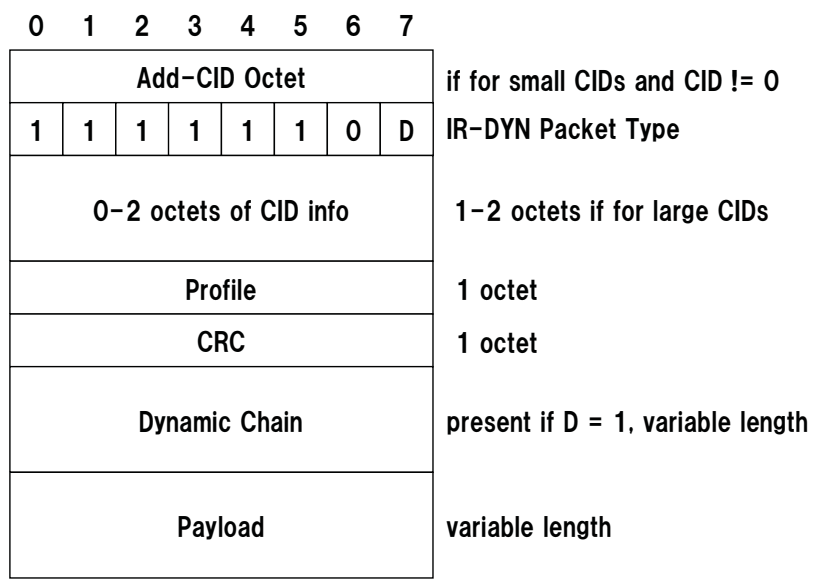 0 1 2 3 4 5 6 7
Add-CID Octet if for small CIDs and CID != 0
1 1 1 1 1 1 0 D IR-DYN Packet Type
0-2 octets of CID info 1-2 octets if for large CIDs
Profile 1 octet
CRC 1 octet
Dynamic Chain present if D = 1, variable length
Payload variable length